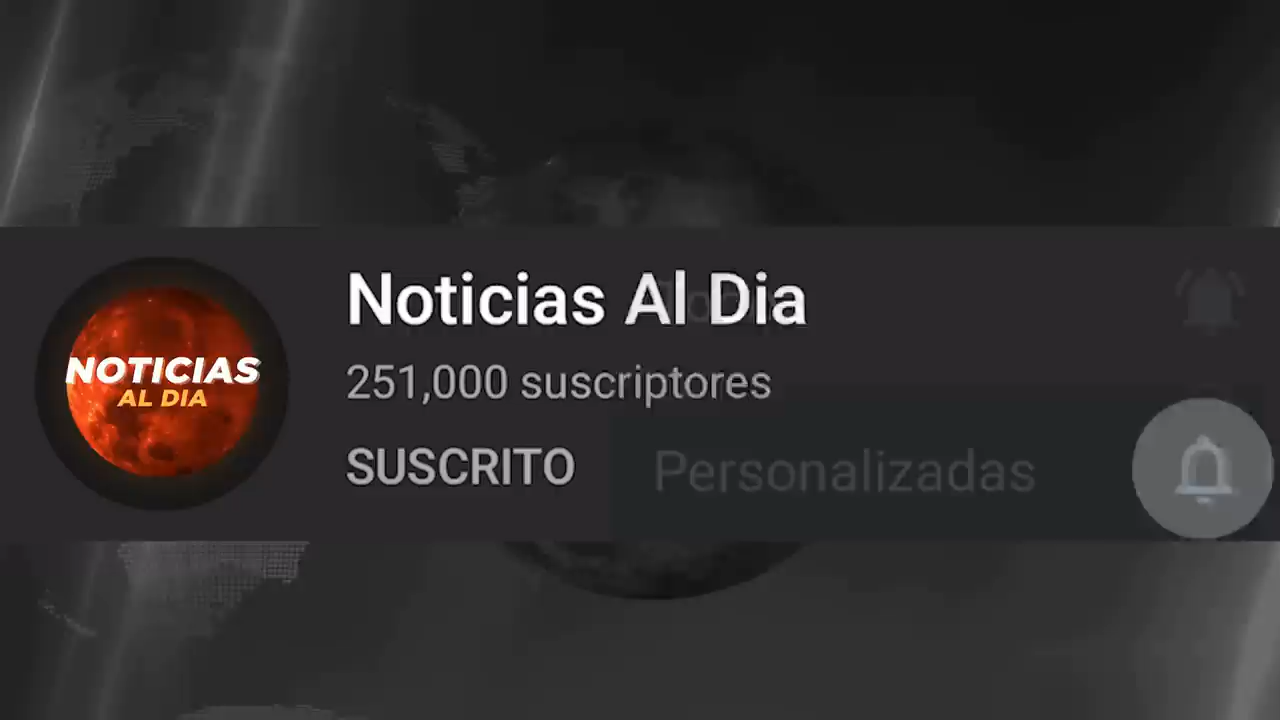 NOTICIAS
AL DIA
Noticias Al Dia
251,000 suscriptores
SUSCRITO
Personalizadas